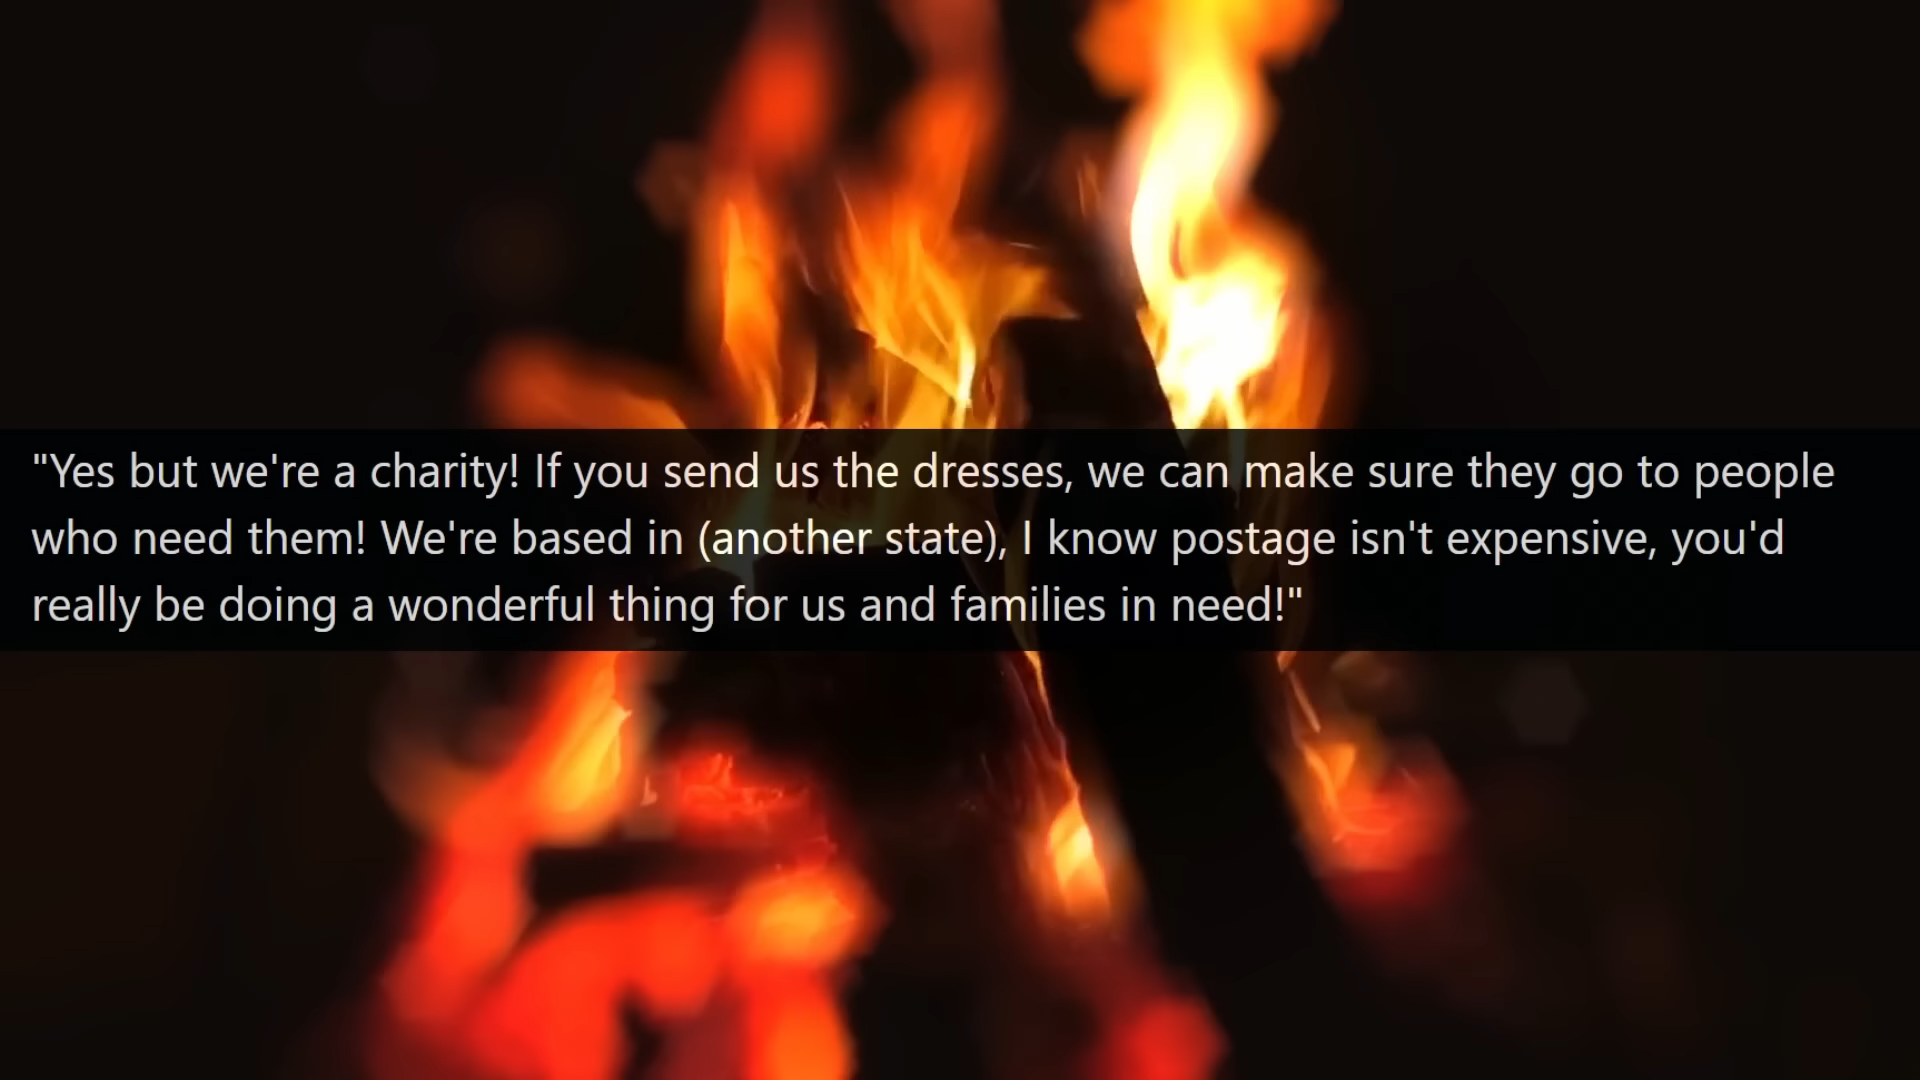 "Yes but we're a charity! If you send us the dresses, we can make sure they go to people
who need them! We're based in (another state), I know postage isn't expensive, you'd
really be doing a wonderful thing for us and families in need!"